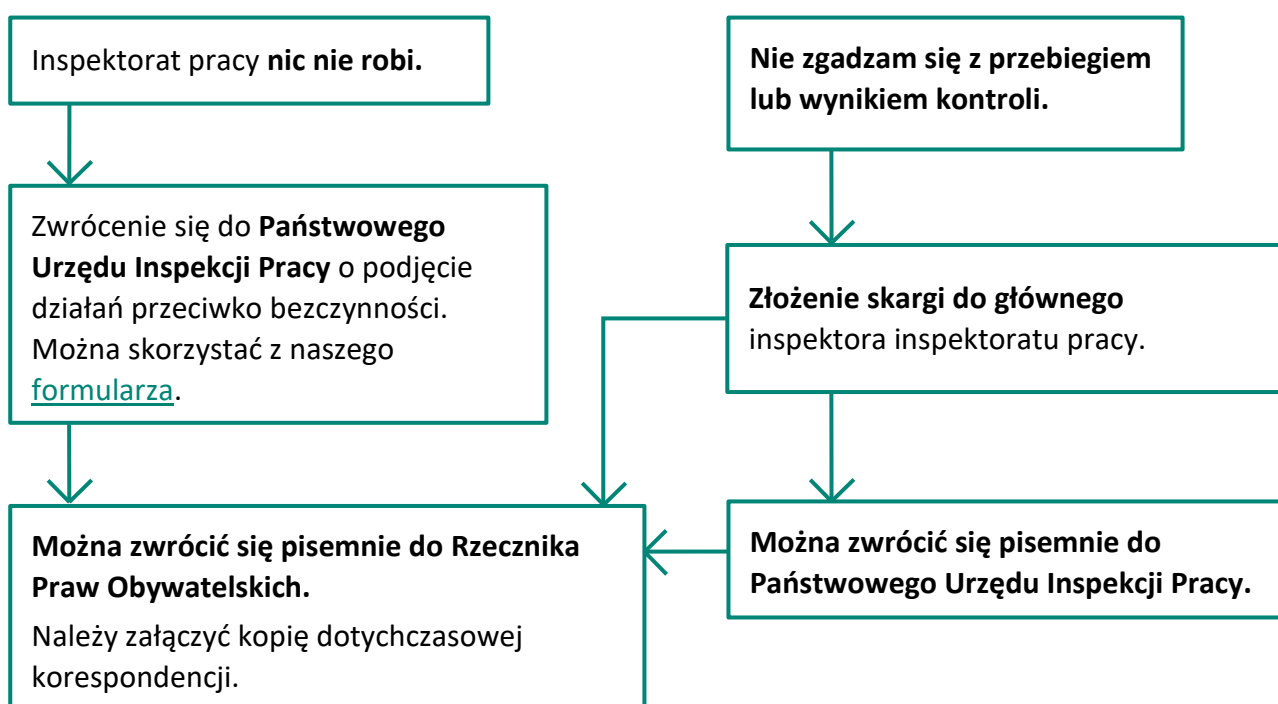 Inspektorat pracy nic nie robi.
Zwrócenie się do Państwowego
Urzędu Inspekcji Pracy o podjęcie
działań przeciwko bezczynności.
Można skorzystać z naszego
formularza.
Nie zgadzam się z przebiegiem
lub wynikiem kontroli.
Złożenie skargi do głównego
inspektora inspektoratu pracy.
Można zwrócić się pisemnie do
Państwowego Urzędu Inspekcji Pracy.
Można zwrócić się pisemnie do Rzecznika
Praw Obywatelskich.
Należy załączyć kopię dotychczasowej
korespondencji.